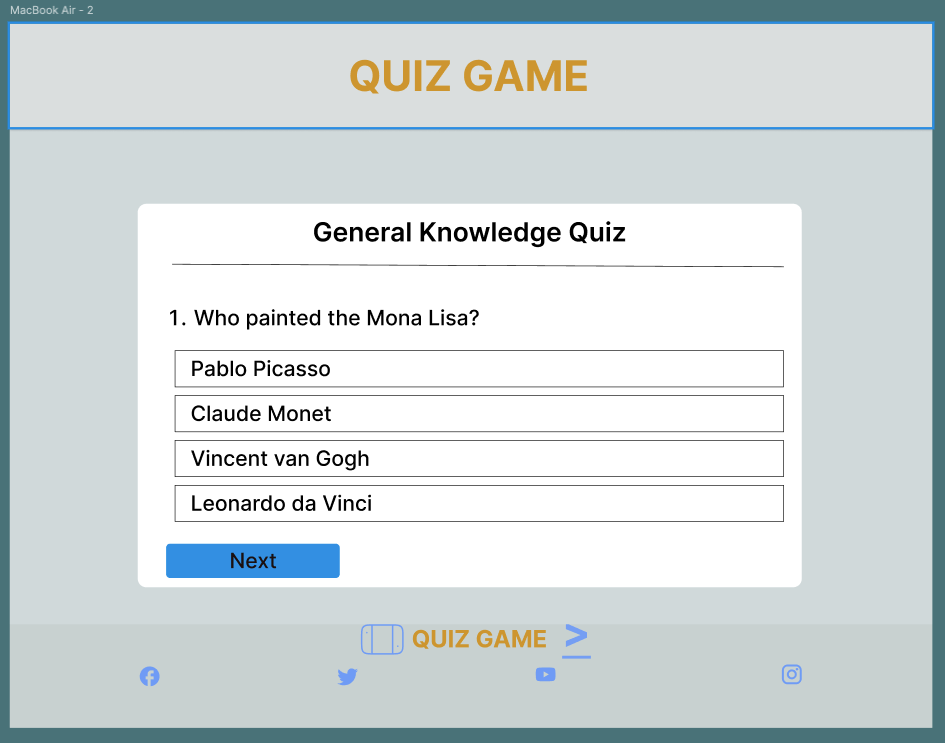 MacBook Air - 2
QUIZ GAME
General Knowledge Quiz
1. Who painted the Mona Lisa?
Pablo Picasso
Claude Monet
Vincent van Gogh
Leonardo da Vinci
Next
QUIZ GAME >_